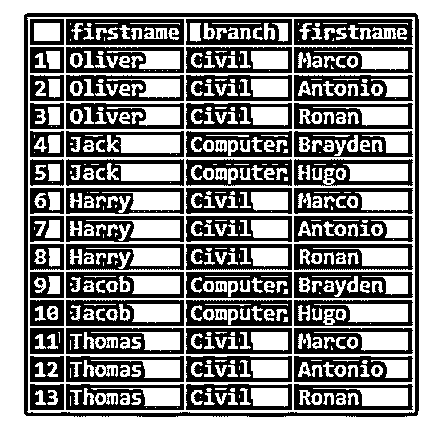 firstname branch firstname
1 Oliver Civil Marco
2 Oliver Civil Antonio
3 Oliver Civil Ronan
4 Jack Computer Brayden
5 Jack Computer Hugo
6 Harry Civil Marco
7 Harry Civil Antonio
8 Harry Civil Ronan
9 Jacob Computer Brayden
10 Jacob Computer Hugo
11 Thomas Civil Marco
12 Thomas Civil Antonio
13 Thomas Civil Ronan